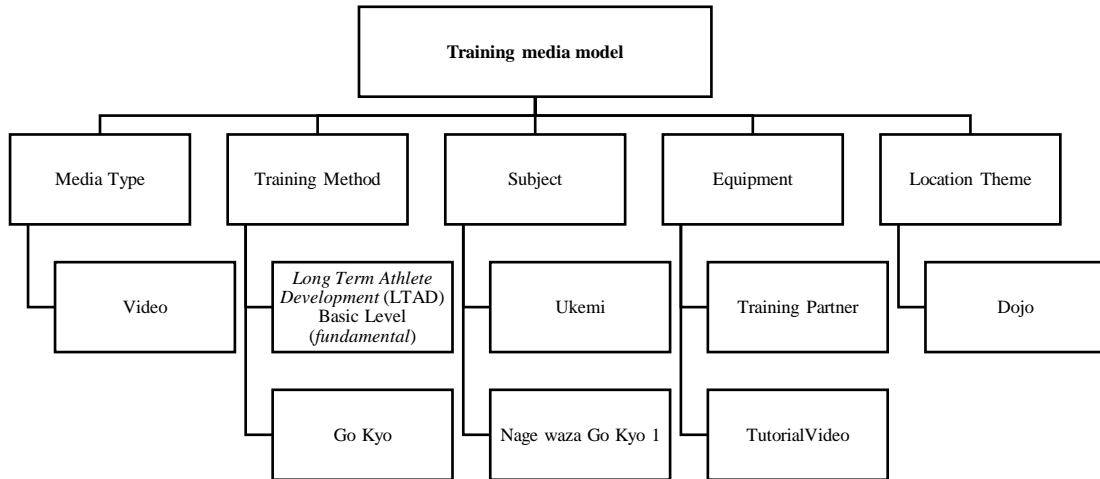 Training media model
Media Type
Training Method
Subject
Equipment
Location Theme
Video
Long Term Athlete
Development (LTAD)
Basic Level
(fundamental)
Ukemi
Training Partner
Dojo
Go Kyo
Nage waza Go Kyo 1
TutorialVideo